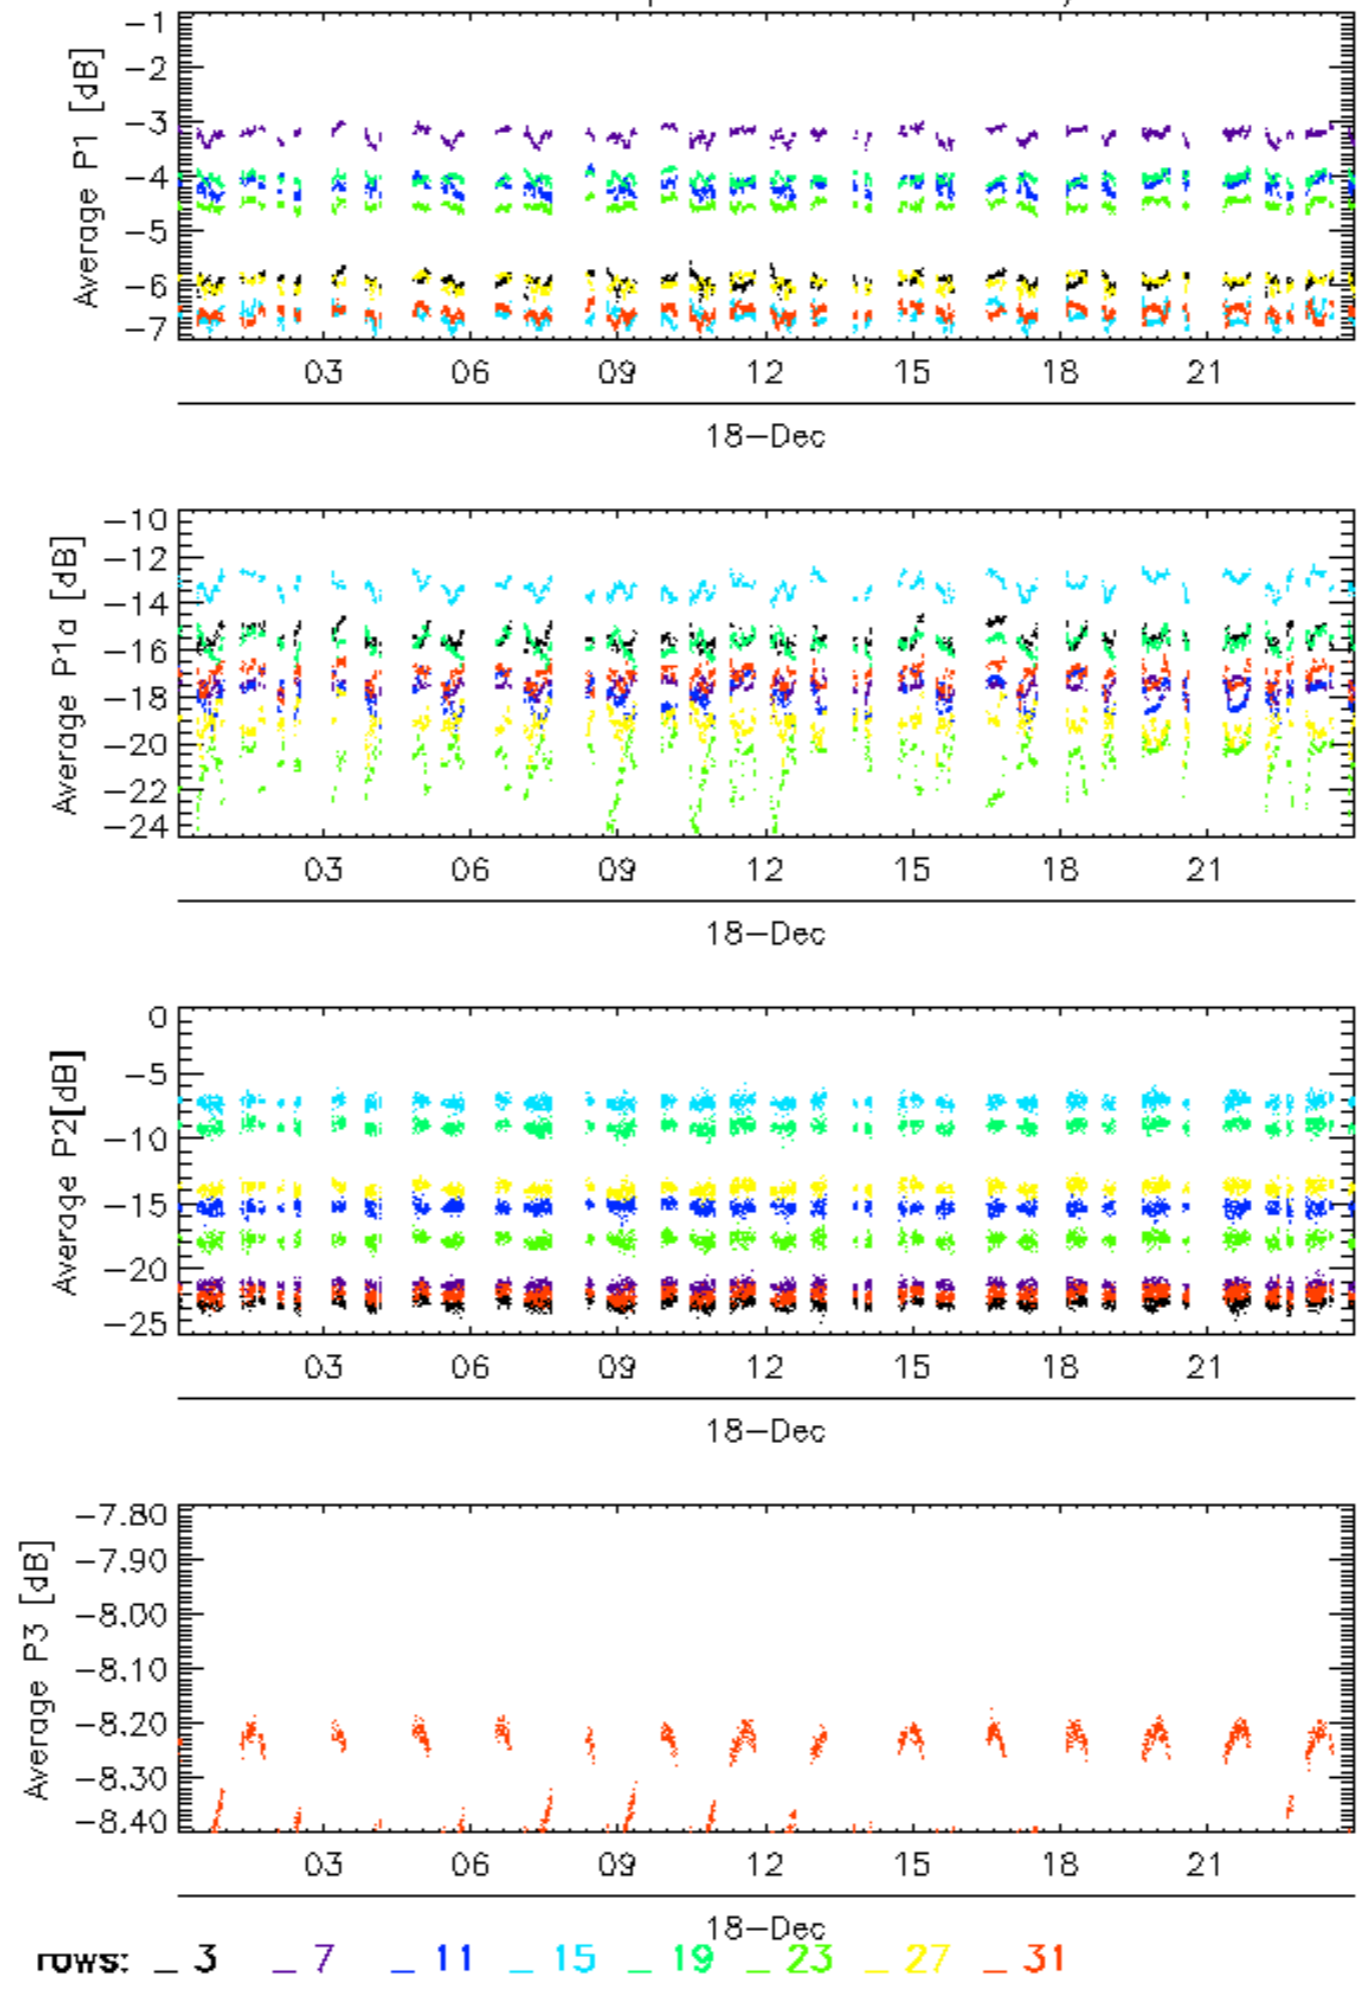 Average P1 [dB]
-1
-2
-3
-4
-5
-6
-7
03 06 09 12 15 18 21
18-Dec
Average P1a [dB]
-10
-12
-14
-16
-18
-20
-22
-24
03 06 09 12 15 18 21
18-Dec
Average P2[dB]
0
-5
-10
-15
-20
-25
03 06 09 12 15 18 21
18-Dec
Average P3 [dB]
-7.80
-7.90
-8.00
-8.10
-8.20
-8.30
-8.40
03 06 09 12 15 18 21
18-Dec
rows: _ 3 _ 7 _ 11 _ 15 _ 19 _ 23 _ 27 _ 31